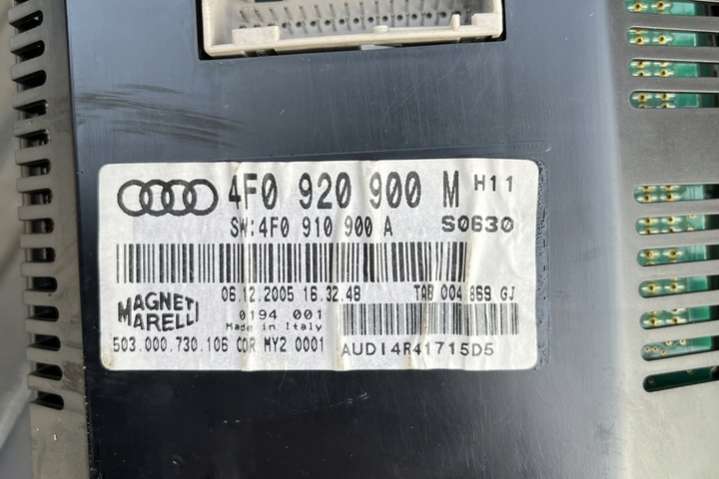 4F0 920 900 M H11
SW:4F0 910 900 A S0630
06.12.2005 16.32.48 TAB 004 869 GJ
MAGNETI
MARELLI
0194 001
Made in Italy
503.000.730.106 COR MY2 0001 AUDI4R41715D5